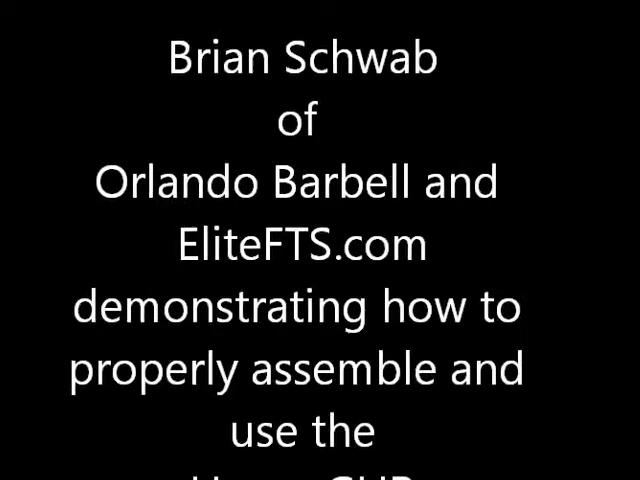 Brian Schwab
of
Orlando Barbell and
EliteFTS.com
demonstrating how to
properly assemble and
use the